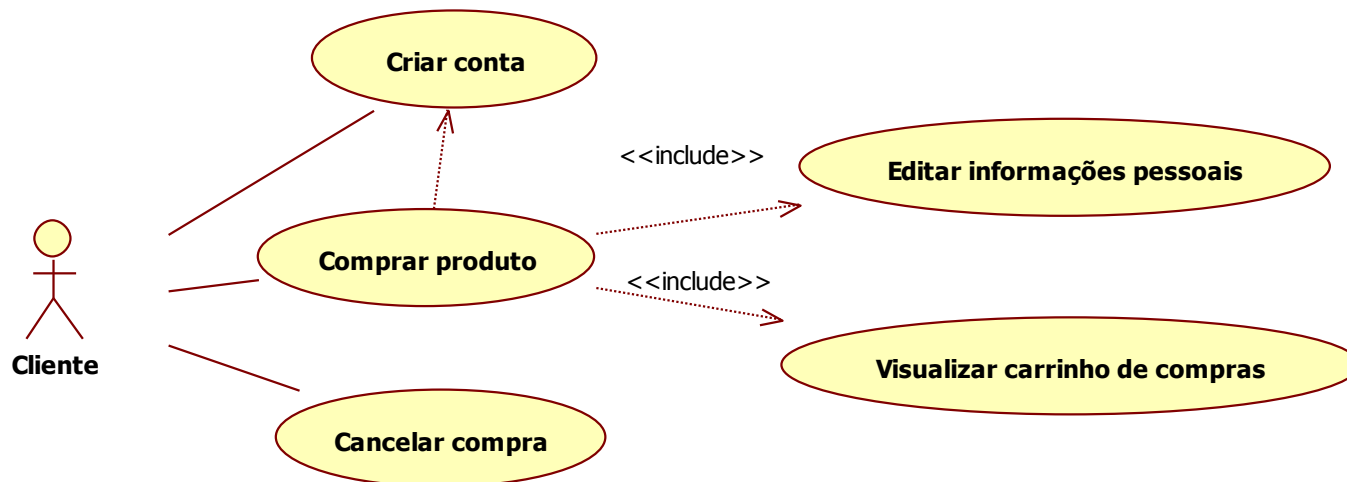 Criar conta
<<include>>
Editar informações pessoais
Comprar produto
<<include>>
Cliente
Visualizar carrinho de compras
Cancelar compra